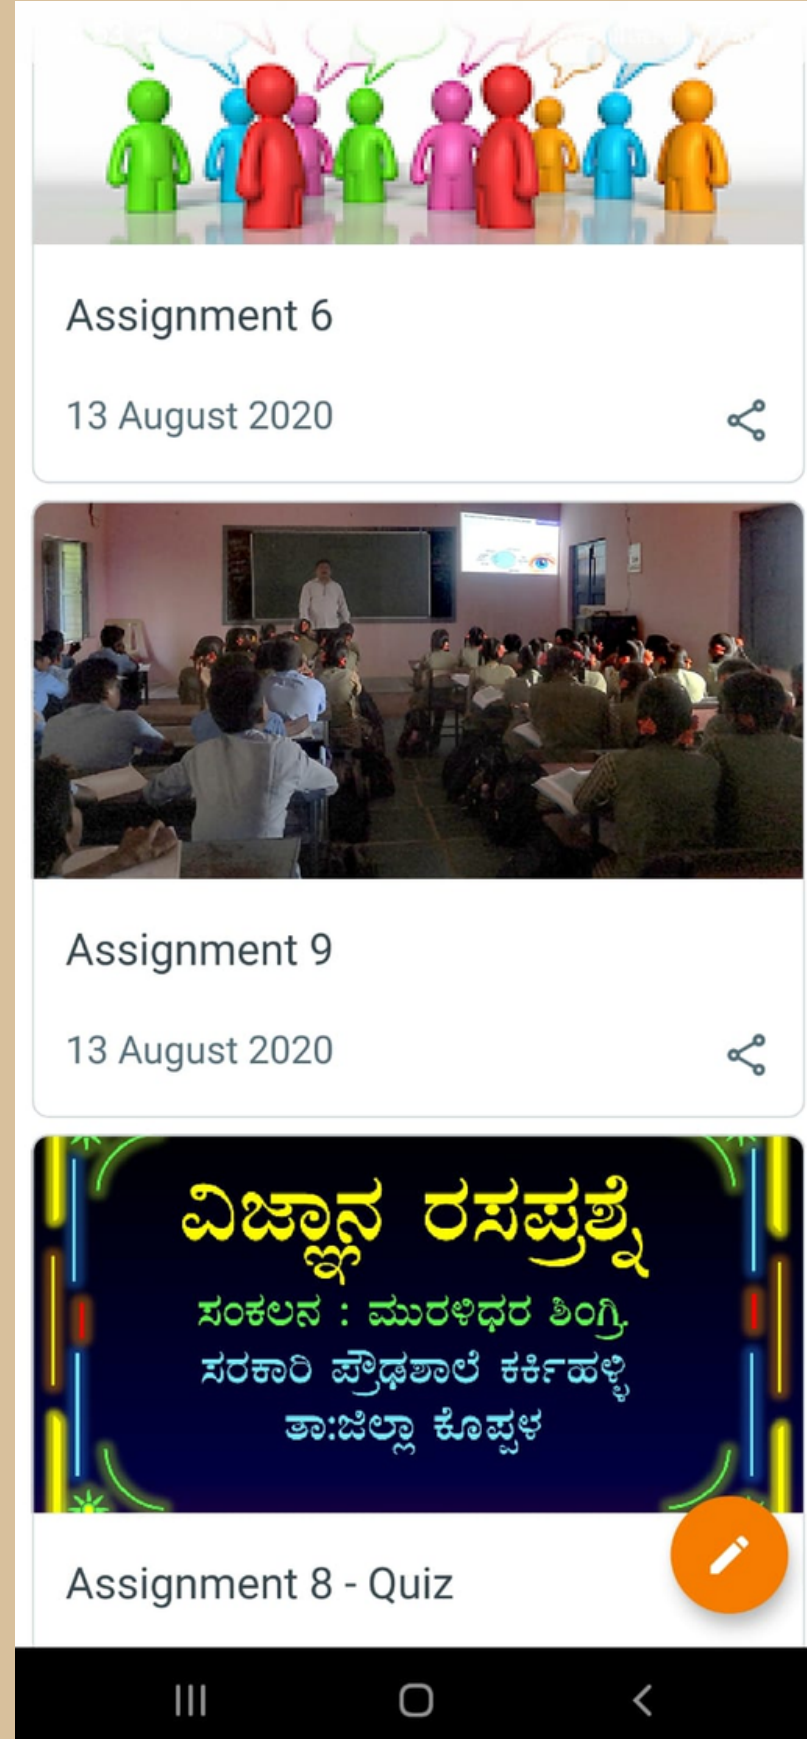 Assignment 6
13 August 2020
Assignment 9
13 August 2020
ವಿಜ್ಞಾನ ರಸಪ್ರಶ್ನೆ
ಸಂಕಲನ : ಮುರಳಿಧರ ಶಿಂಗ್ರಿ.
ಸರಕಾರಿ ಪ್ರೌಢಶಾಲೆ ಕರ್ಕಿಹಳ್ಳಿ
ತಾ:ಜಿಲ್ಲಾ ಕೊಪ್ಪಳ
Assignment 8 - Quiz